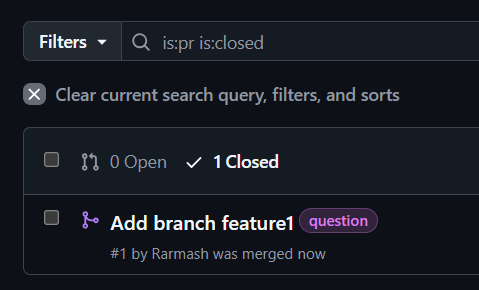 Filters is:pr is:closed
Clear current search query, filters, and sorts
0 Open 1 Closed
Add branch feature1 question
#1 by Rarmash was merged now